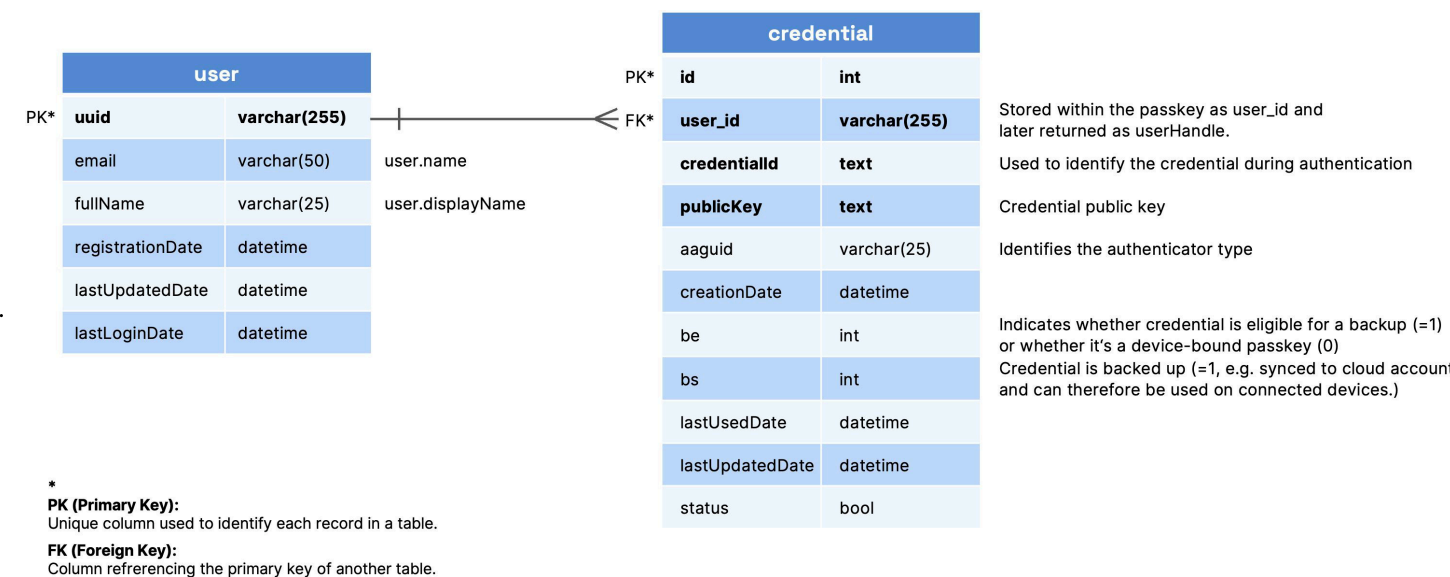 user
PK* uuid varchar(255)
email varchar(50) user.name
fullName varchar(25) user.displayName
registrationDate datetime
lastUpdatedDate datetime
lastLoginDate datetime
credential
PK* id int
FK* user_id varchar(255)
Stored within the passkey as user_id and
later returned as userHandle.
credentialId text Used to identify the credential during authentication
publicKey text Credential public key
aaguid varchar(25) Identifies the authenticator type
creationDate datetime
be int
Indicates whether credential is eligible for a backup (=1)
or whether it's a device-bound passkey (0)
bs int
Credential is backed up (=1, e.g. synced to cloud account
and can therefore be used on connected devices.)
lastUsedDate datetime
lastUpdatedDate datetime
status bool
*
PK (Primary Key):
Unique column used to identify each record in a table.
FK (Foreign Key):
Column refrerencing the primary key of another table.